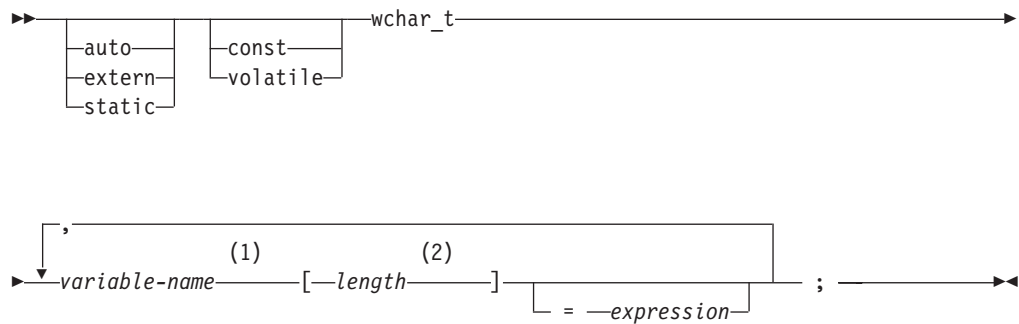 wchar_t
auto const
extern volatile
static
,
(1) (2)
variable-name [ length ] ;
= expression